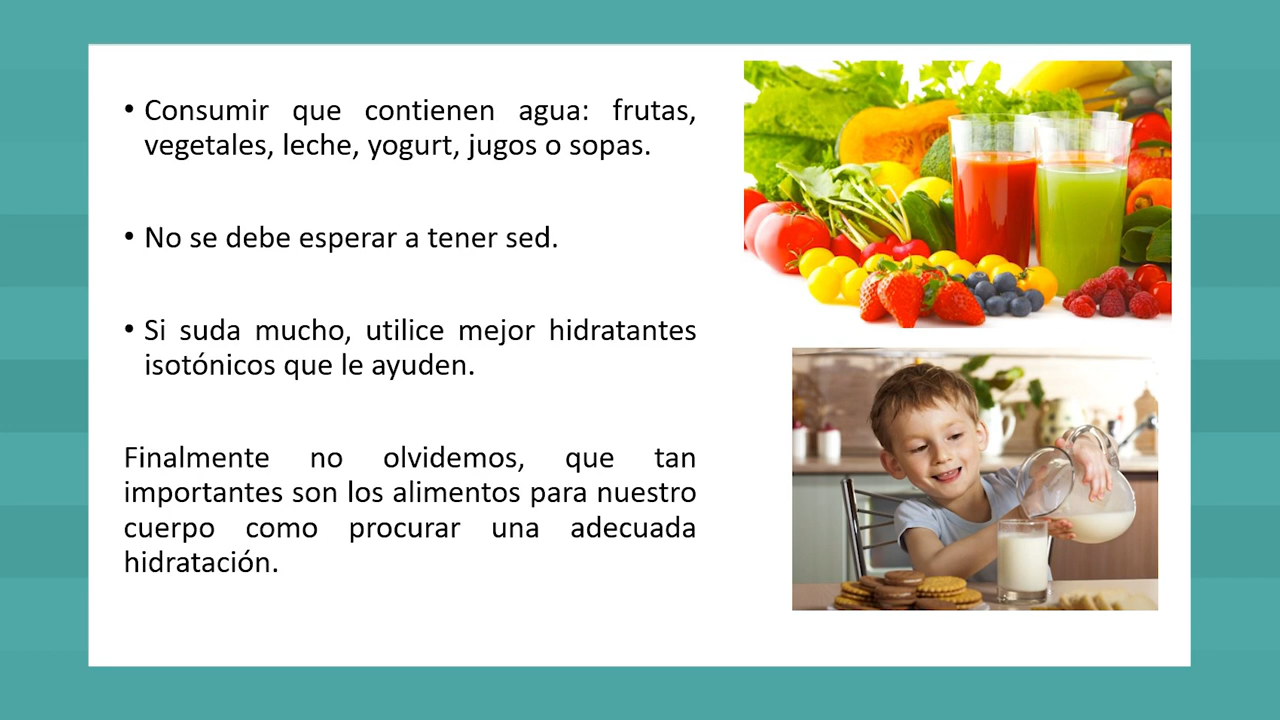 • Consumir que contienen agua: frutas,
vegetales, leche, yogurt, jugos o sopas.
• No se debe esperar a tener sed.
• Si suda mucho, utilice mejor hidratantes
isotónicos que le ayuden.
Finalmente no olvidemos, que tan
importantes son los alimentos para nuestro
cuerpo como procurar una adecuada
hidratación.